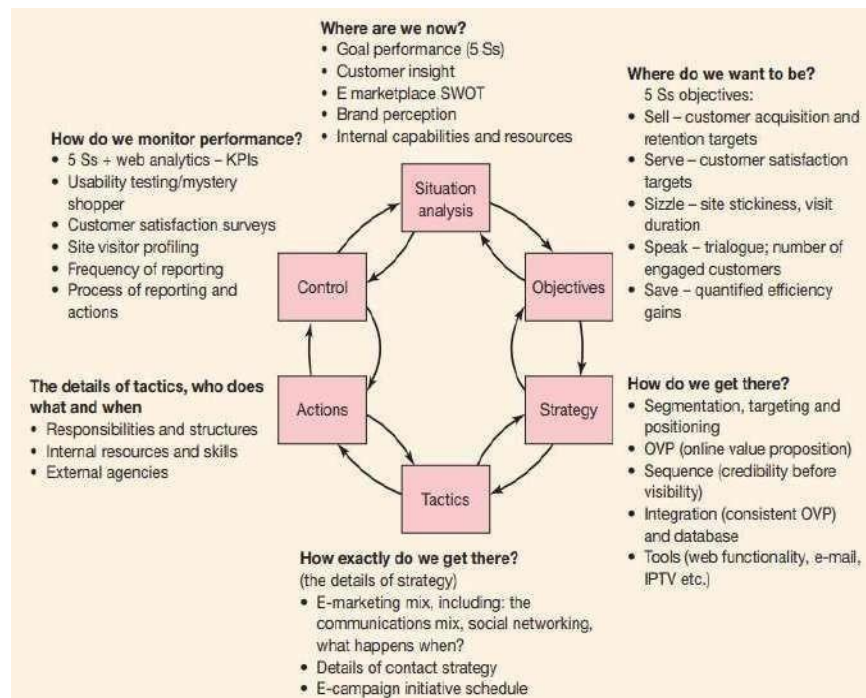 Where are we now?
• Goal performance (5 Ss)
• Customer insight
• E marketplace SWOT
• Brand perception
• Internal capabilities and resources
Where do we want to be?
5 Ss objectives:
• Sell – customer acquisition and
retention targets
• Serve – customer satisfaction
targets
• Sizzle – site stickiness, visit
duration
• Speak – trialogue; number of
engaged customers
• Save – quantified efficiency
gains
How do we monitor performance?
• 5 Ss + web analytics – KPIs
• Usability testing/mystery
shopper
• Customer satisfaction surveys
• Site visitor profiling
• Frequency of reporting
• Process of reporting and
actions
Situation
analysis
Control
Objectives
Actions
Strategy
Tactics
The details of tactics, who does
what and when
• Responsibilities and structures
• Internal resources and skills
• External agencies
How do we get there?
• Segmentation, targeting and
positioning
• OVP (online value proposition)
• Sequence (credibility before
visibility)
• Integration (consistent OVP)
and database
• Tools (web functionality, e-mail,
IPTV etc.)
How exactly do we get there?
(the details of strategy)
• E-marketing mix, including: the
communications mix, social networking,
what happens when?
• Details of contact strategy
• E-campaign initiative schedule